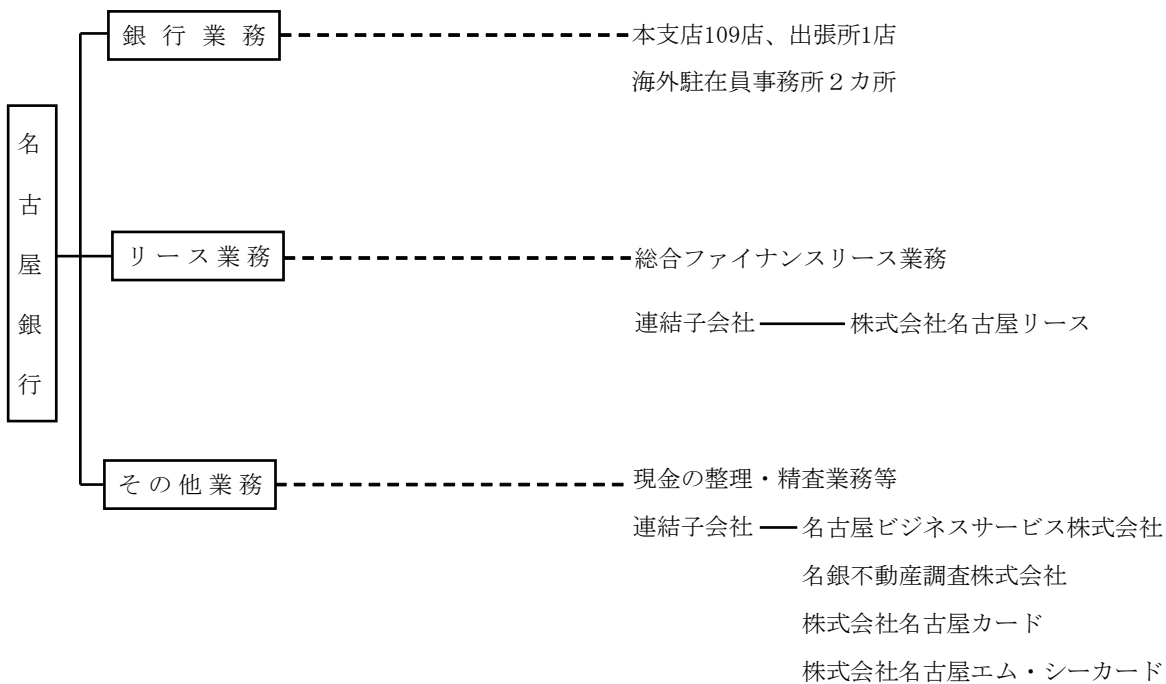 名古屋銀行
銀行業務
本支店109店、出張所1店
海外駐在員事務所２カ所
リース業務
総合ファイナンスリース業務
連結子会社 株式会社名古屋リース
その他業務
現金の整理・精査業務等
連結子会社 名古屋ビジネスサービス株式会社
名銀不動産調査株式会社
株式会社名古屋カード
株式会社名古屋エム・シーカード